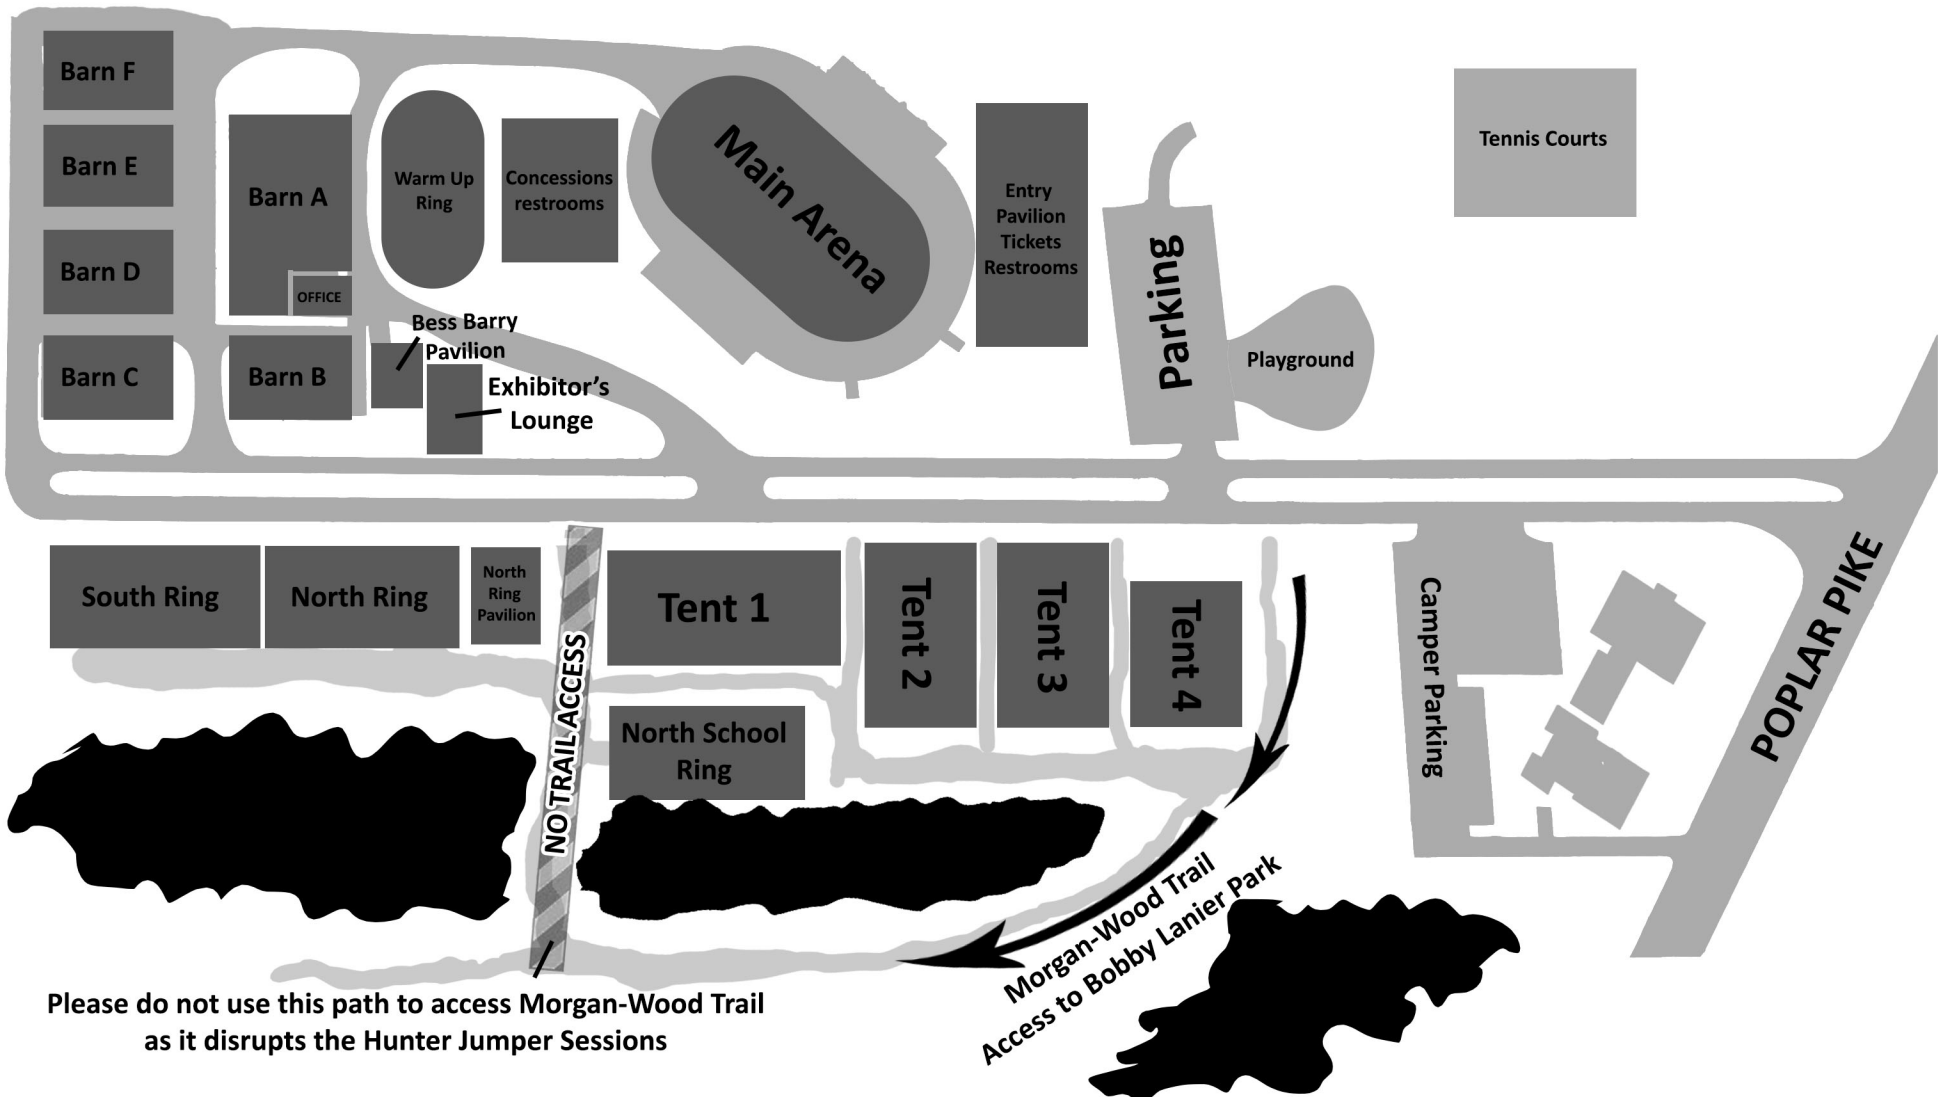 Barn F
Barn E
Barn D
Barn C
Barn A
OFFICE
Barn B
Warm Up
Ring
Concessions
restrooms
Bess Barry
Pavilion
Exhibitor's
Lounge
Main Arena
Entry
Pavilion
Tickets
Restrooms
Parking
Playground
Tennis Courts
South Ring
North Ring
North
Ring
Pavilion
NO TRAIL ACCESS
Tent 1
Tent 2
Tent 3
Tent 4
North School
Ring
Camper Parking
POPLAR PIKE
Morgan-Wood Trail
Access to Bobby Lanier Park
Please do not use this path to access Morgan-Wood Trail
as it disrupts the Hunter Jumper Sessions